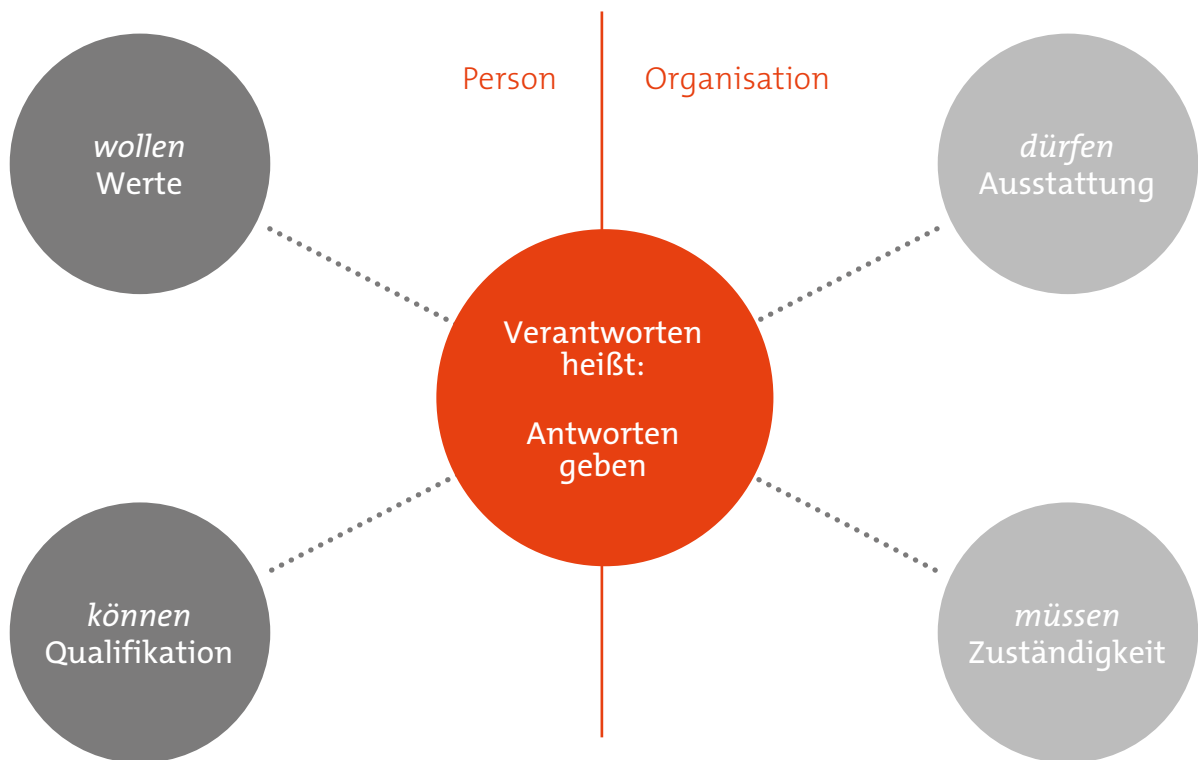 Person
Organisation
wollen
Werte
dürfen
Ausstattung
Verantworten
heißt:
Antworten
geben
können
Qualifikation
müssen
Zuständigkeit